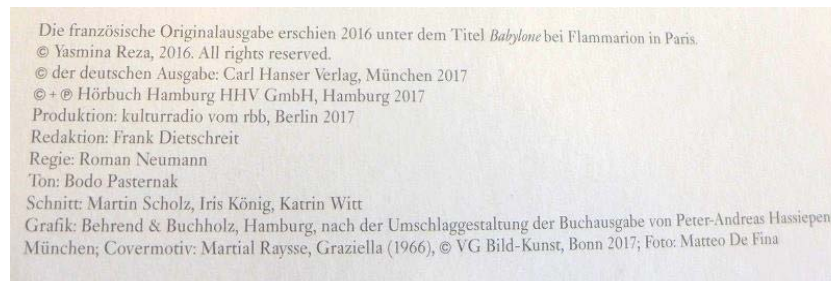 Die französische Originalausgabe erschien 2016 unter dem Titel Babylone bei Flammarion in Paris.
© Yasmina Reza, 2016. All rights reserved.
© der deutschen Ausgabe: Carl Hanser Verlag, München 2017
© + ℗ Hörbuch Hamburg HHV GmbH, Hamburg 2017
Produktion: kulturradio vom rbb, Berlin 2017
Redaktion: Frank Dietschreit
Regie: Roman Neumann
Ton: Bodo Pasternak
Schnitt: Martin Scholz, Iris König, Katrin Witt
Grafik: Behrend & Buchholz, Hamburg, nach der Umschlaggestaltung der Buchausgabe von Peter-Andreas Hassiepen
München; Covermotiv: Martial Raysse, Graziella (1966), © VG Bild-Kunst, Bonn 2017; Foto: Matteo De Fina